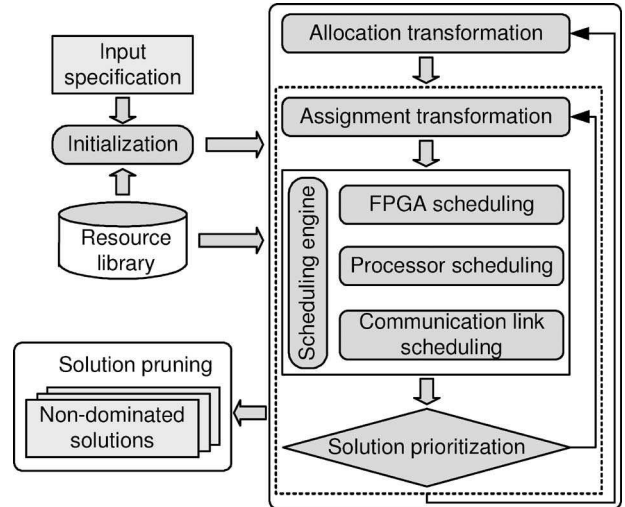 Input
specification
Initialization
Resource
library
Allocation transformation
Assignment transformation
Scheduling engine
FPGA scheduling
Processor scheduling
Communication link
scheduling
Solution prioritization
Solution pruning
Non-dominated
solutions